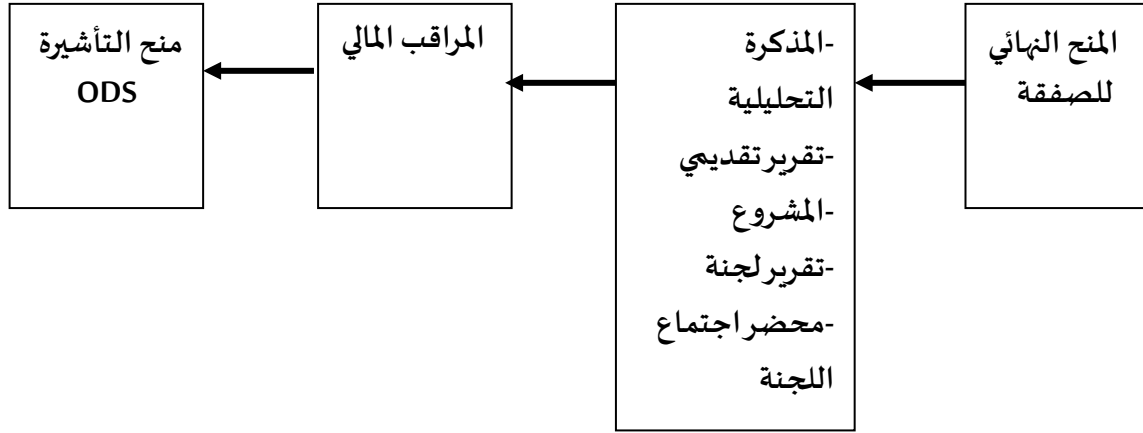 المنح النهائي
للصفقة
-المذكرة
التحليلية
-تقرير تقديمي
-المشروع
-تقرير لجنة
-محضر اجتماع
اللجنة
المراقب المالي
منح التأشيرة
ODS